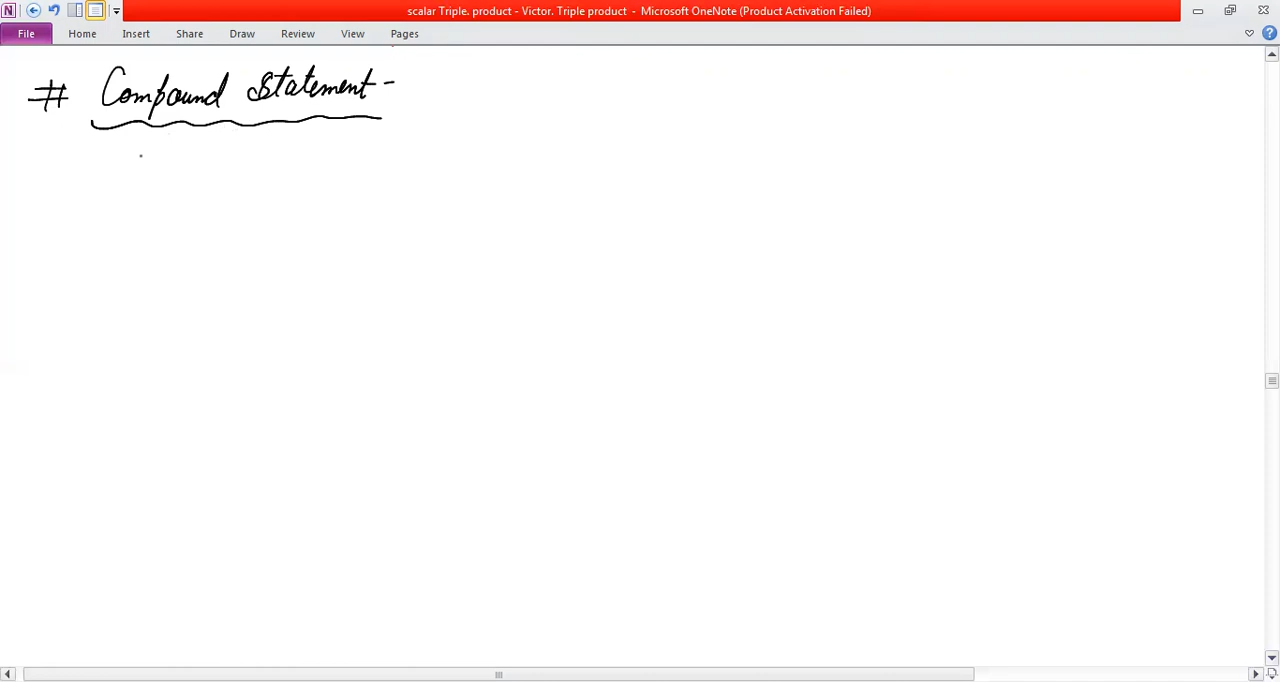 scalar Triple. product - Victor. Triple product - Microsoft OneNote (Product Activation Failed)
File Home Insert Share Draw Review View Pages
# Compound Statement -